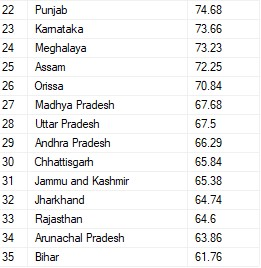 22 Punjab 74.68
23 Karnataka 73.66
24 Meghalaya 73.23
25 Assam 72.25
26 Orissa 70.84
27 Madhya Pradesh 67.68
28 Uttar Pradesh 67.5
29 Andhra Pradesh 66.29
30 Chhattisgarh 65.84
31 Jammu and Kashmir 65.38
32 Jharkhand 64.74
33 Rajasthan 64.6
34 Arunachal Pradesh 63.86
35 Bihar 61.76